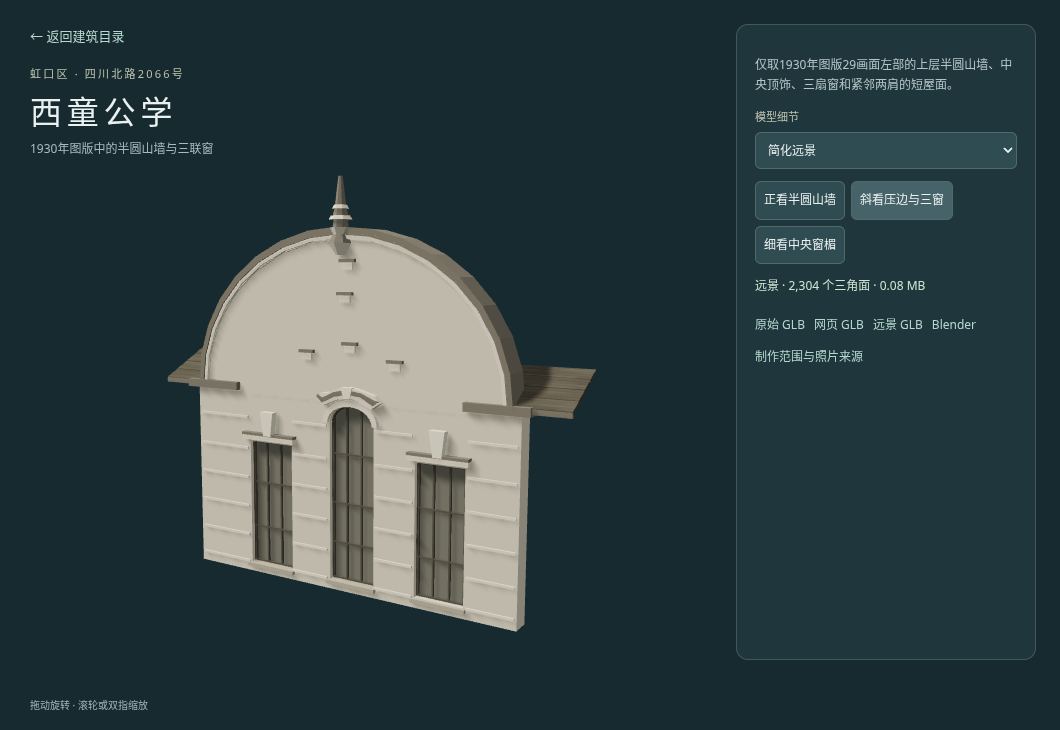 ← 返回建筑目录
虹口区 · 四川北路2066号
西童公学
1930年图版中的半圆山墙与三联窗
仅取1930年图版29画面左部的上层半圆山墙、中
央顶饰、三扇窗和紧邻两肩的短屋面。
模型细节
简化远景
正看半圆山墙
斜看压边与三窗
细看中央窗楣
远景 · 2,304 个三角面 · 0.08 MB
原始 GLB 网页 GLB 远景 GLB Blender
制作范围与照片来源
拖动旋转 · 滚轮或双指缩放